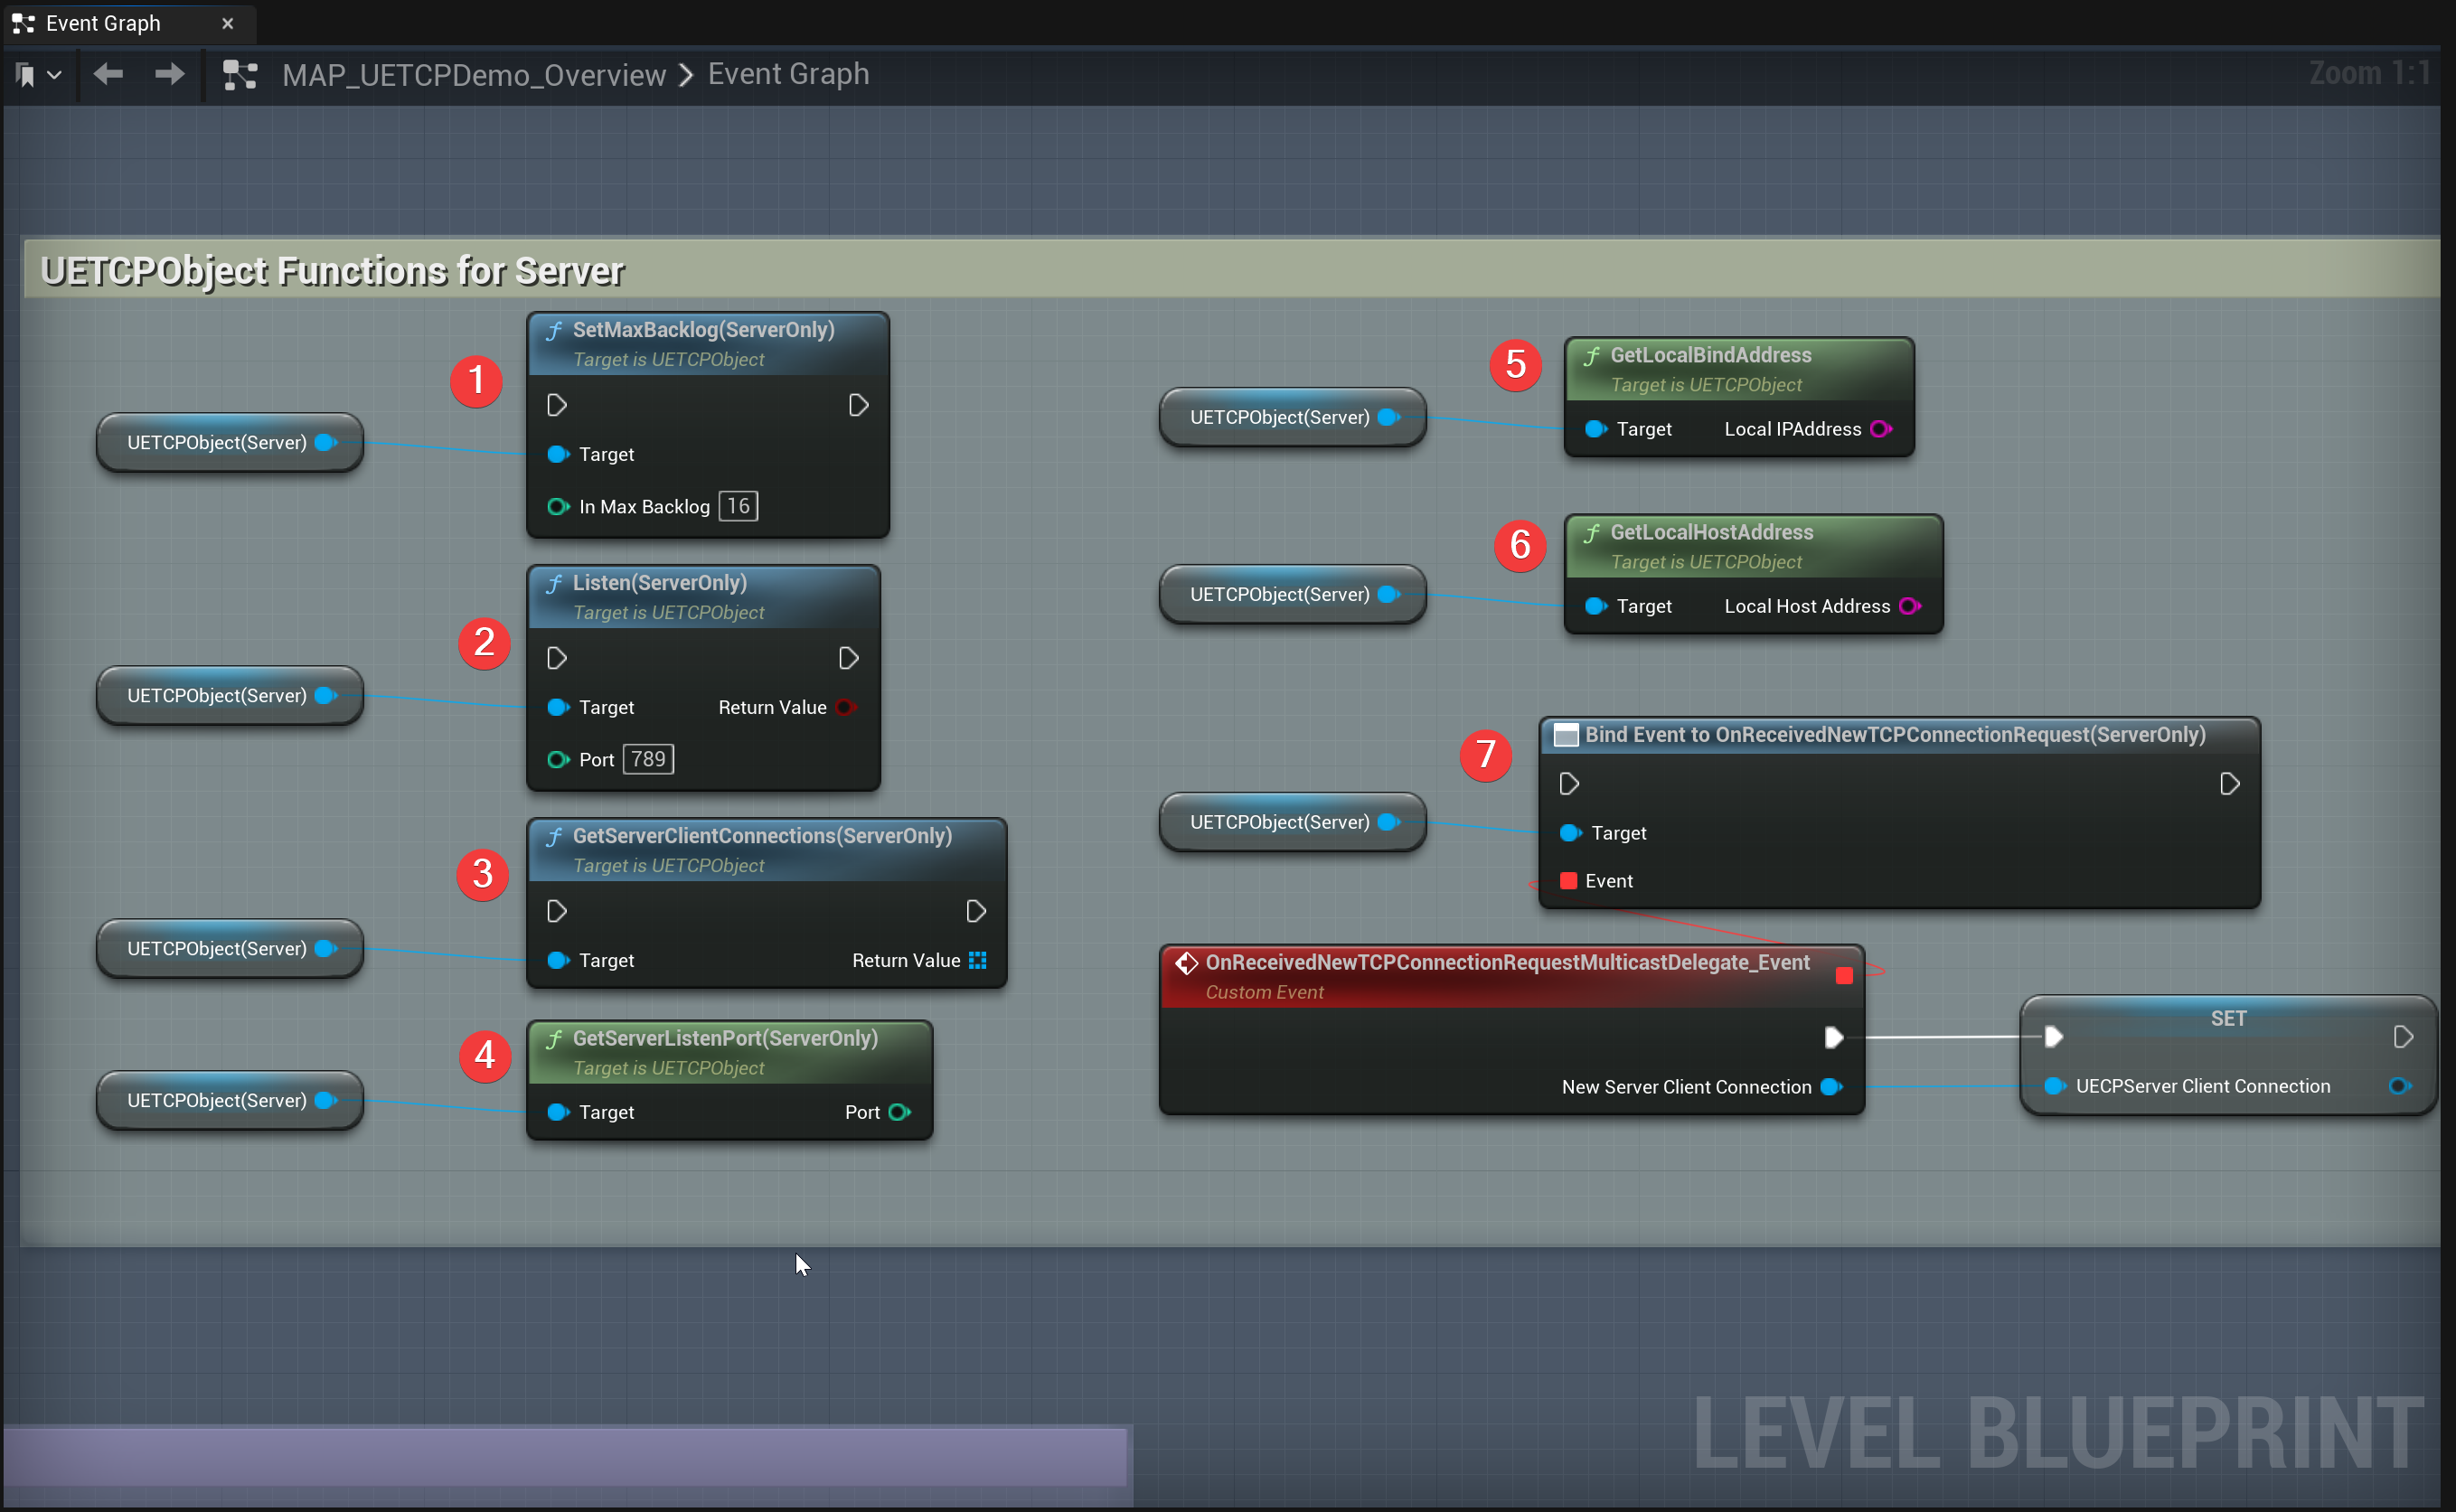 Event Graph
MAP_UETCPDemo_Overview > Event Graph
Zoom 1:1
UETCPObject Functions for Server
1
UETCPObject(Server)
SetMaxBacklog(ServerOnly)
Target is UETCPObject
Target
In Max Backlog 16
2
UETCPObject(Server)
Listen(ServerOnly)
Target is UETCPObject
Target Return Value
Port 789
3
UETCPObject(Server)
GetServerClientConnections(ServerOnly)
Target is UETCPObject
Target Return Value
4
UETCPObject(Server)
GetServerListenPort(ServerOnly)
Target is UETCPObject
Target Port
5
UETCPObject(Server)
GetLocalBindAddress
Target is UETCPObject
Target Local IPAddress
6
UETCPObject(Server)
GetLocalHostAddress
Target is UETCPObject
Target Local Host Address
7
UETCPObject(Server)
Bind Event to OnReceivedNewTCPConnectionRequest(ServerOnly)
Target
Event
OnReceivedNewTCPConnectionRequestMulticastDelegate_Event
Custom Event
New Server Client Connection
SET
UECPServer Client Connection
LEVEL BLUEPRINT